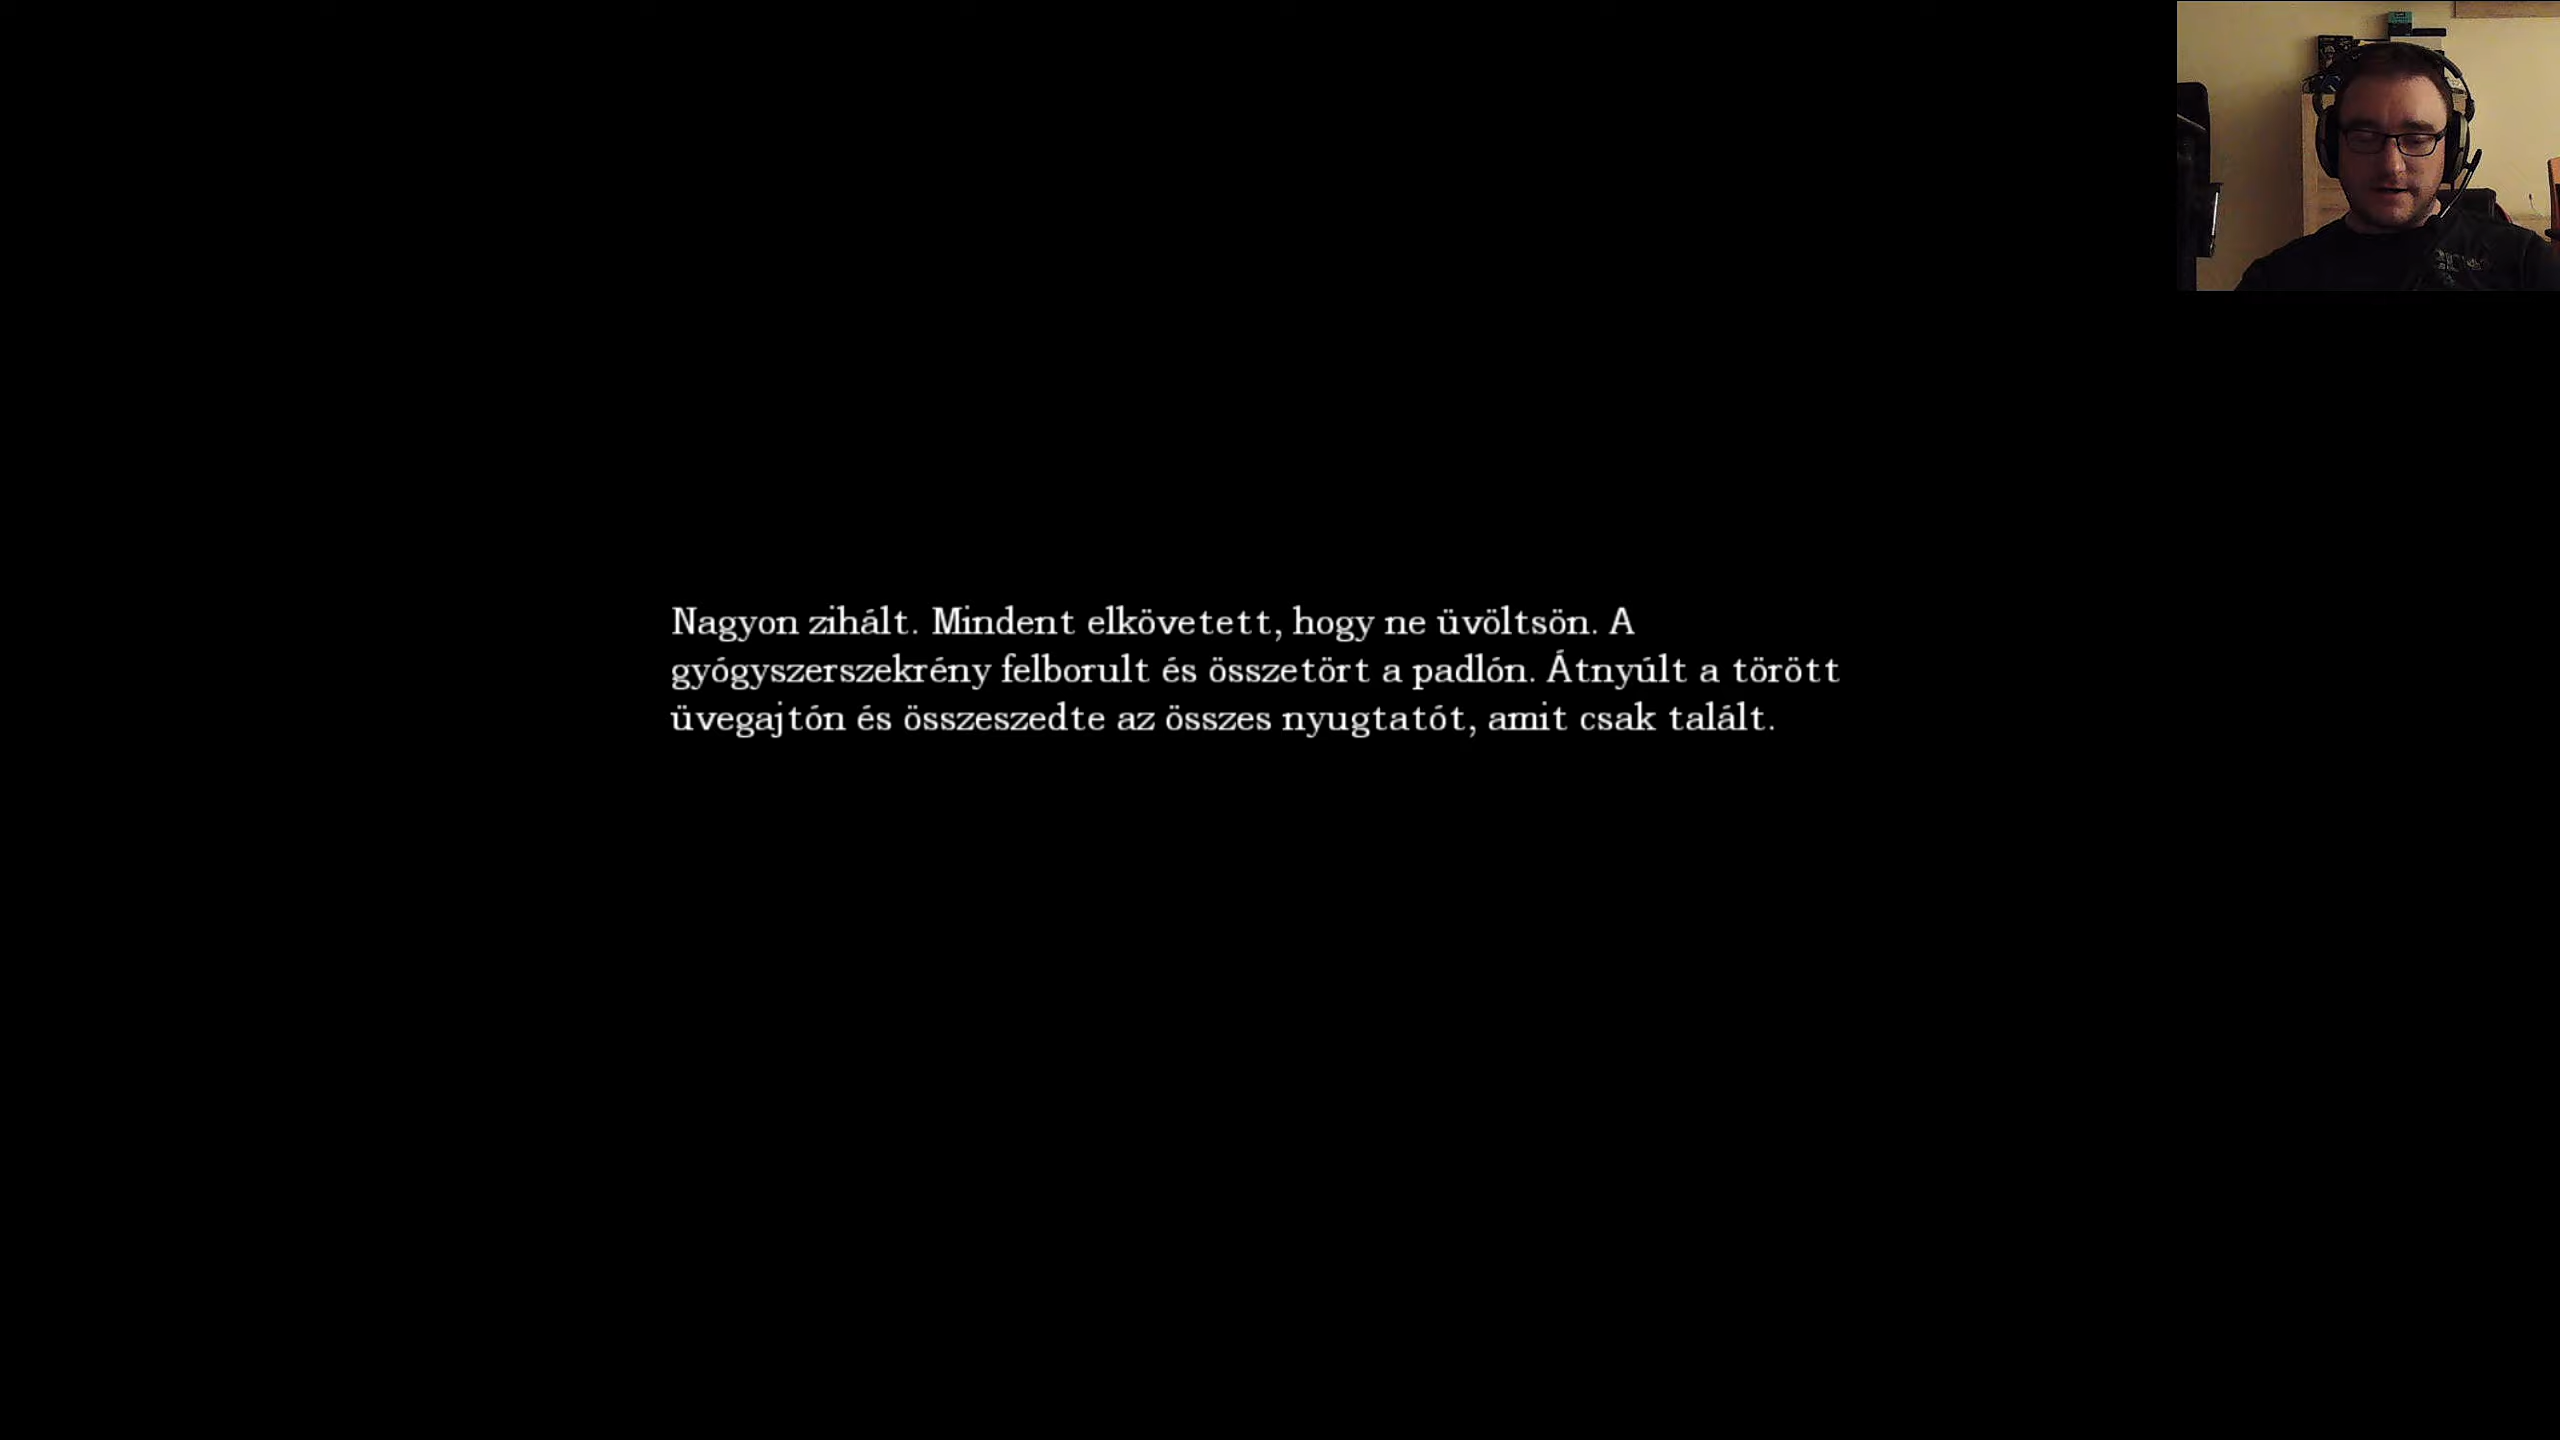 Nagyon zihált. Mindent elkövetett, hogy ne üvöltsön. A
gyógyszerszekrény felborult és összetört a padlón. Átnyúlt a törött
üvegajtón és összeszedte az összes nyugtatót, amit csak talált.